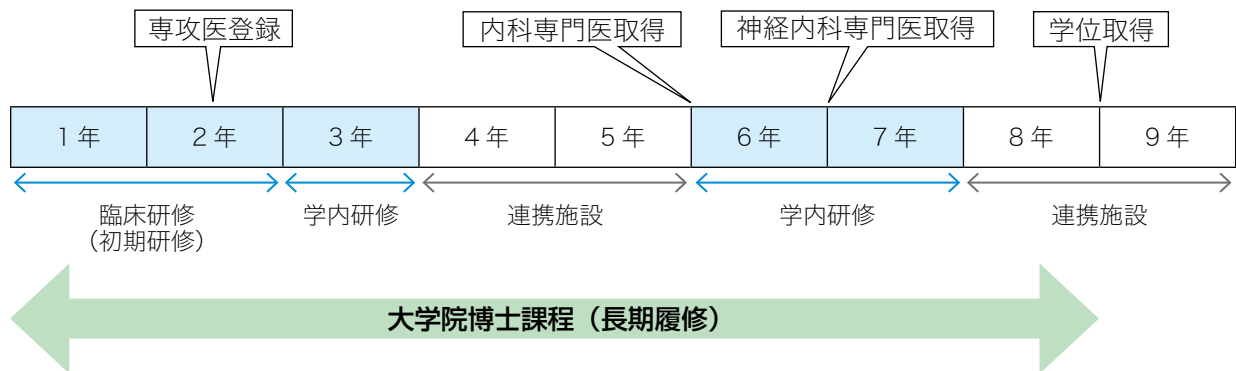 専攻医登録
内科専門医取得
神経内科専門医取得
学位取得
1 年
2 年
3 年
4 年
5 年
6 年
7 年
8 年
9 年
臨床研修
（初期研修）
学内研修
連携施設
学内研修
連携施設
大学院博士課程（長期履修）